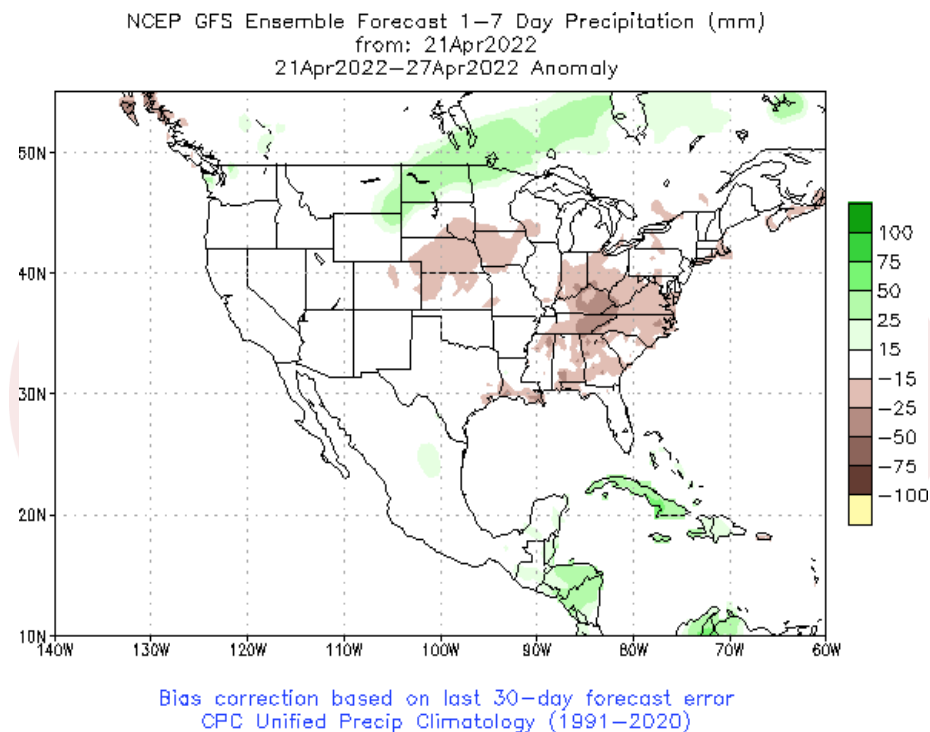 NCEP GFS Ensemble Forecast 1–7 Day Precipitation (mm)
from: 21Apr2022
21Apr2022–27Apr2022 Anomaly
50N
40N
30N
20N
10N
140W 130W 120W 110W 100W 90W 80W 70W 60W
100
75
50
25
15
−15
−25
−50
−75
−100
Bias correction based on last 30–day forecast error
CPC Unified Precip Climatology (1991–2020)